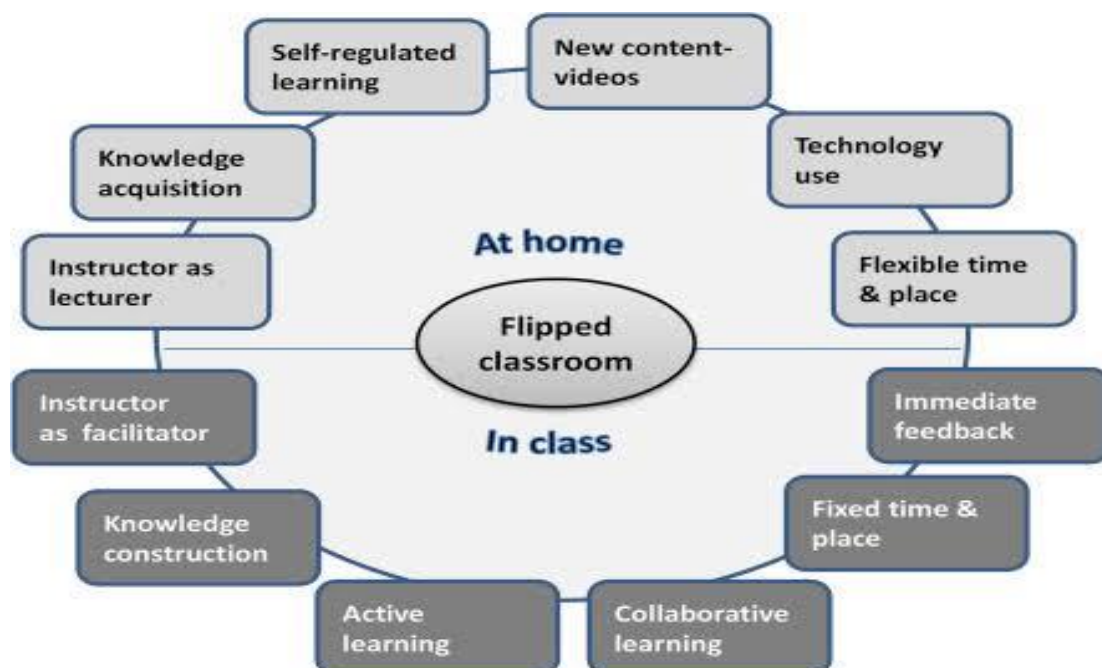 Self-regulated
learning
New content-
videos
Knowledge
acquisition
Technology
use
Instructor as
lecturer
At home
Flexible time
& place
Flipped
classroom
Instructor
as facilitator
In class
Immediate
feedback
Knowledge
construction
Fixed time &
place
Active
learning
Collaborative
learning